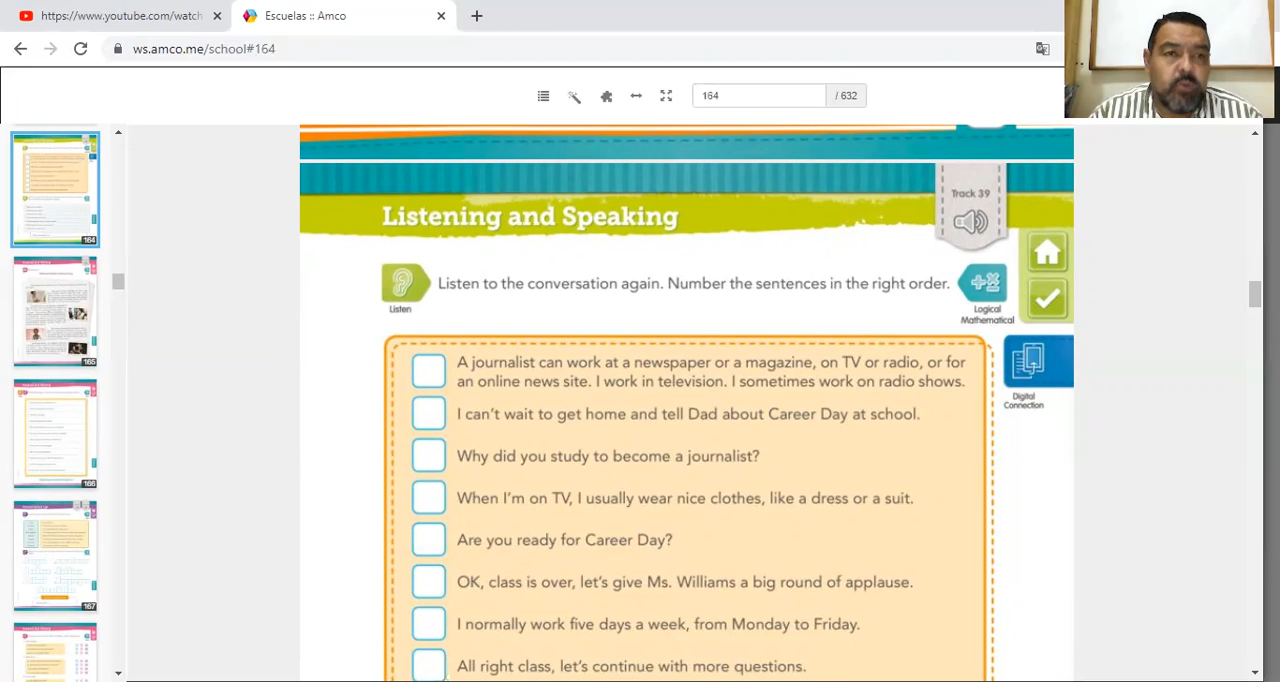 https://www.youtube.com/watch
Escuelas :: Amco
ws.amco.me/school#164
164
/ 632
Track 39
Listening and Speaking
Listen to the conversation again. Number the sentences in the right order.
Listen
Logical
Mathematical
A journalist can work at a newspaper or a magazine, on TV or radio, or for
an online news site. I work in television. I sometimes work on radio shows.
Digital
Connection
I can't wait to get home and tell Dad about Career Day at school.
Why did you study to become a journalist?
When I'm on TV, I usually wear nice clothes, like a dress or a suit.
Are you ready for Career Day?
OK, class is over, let's give Ms. Williams a big round of applause.
I normally work five days a week, from Monday to Friday.
All right class, let's continue with more questions.
164
165
166
167